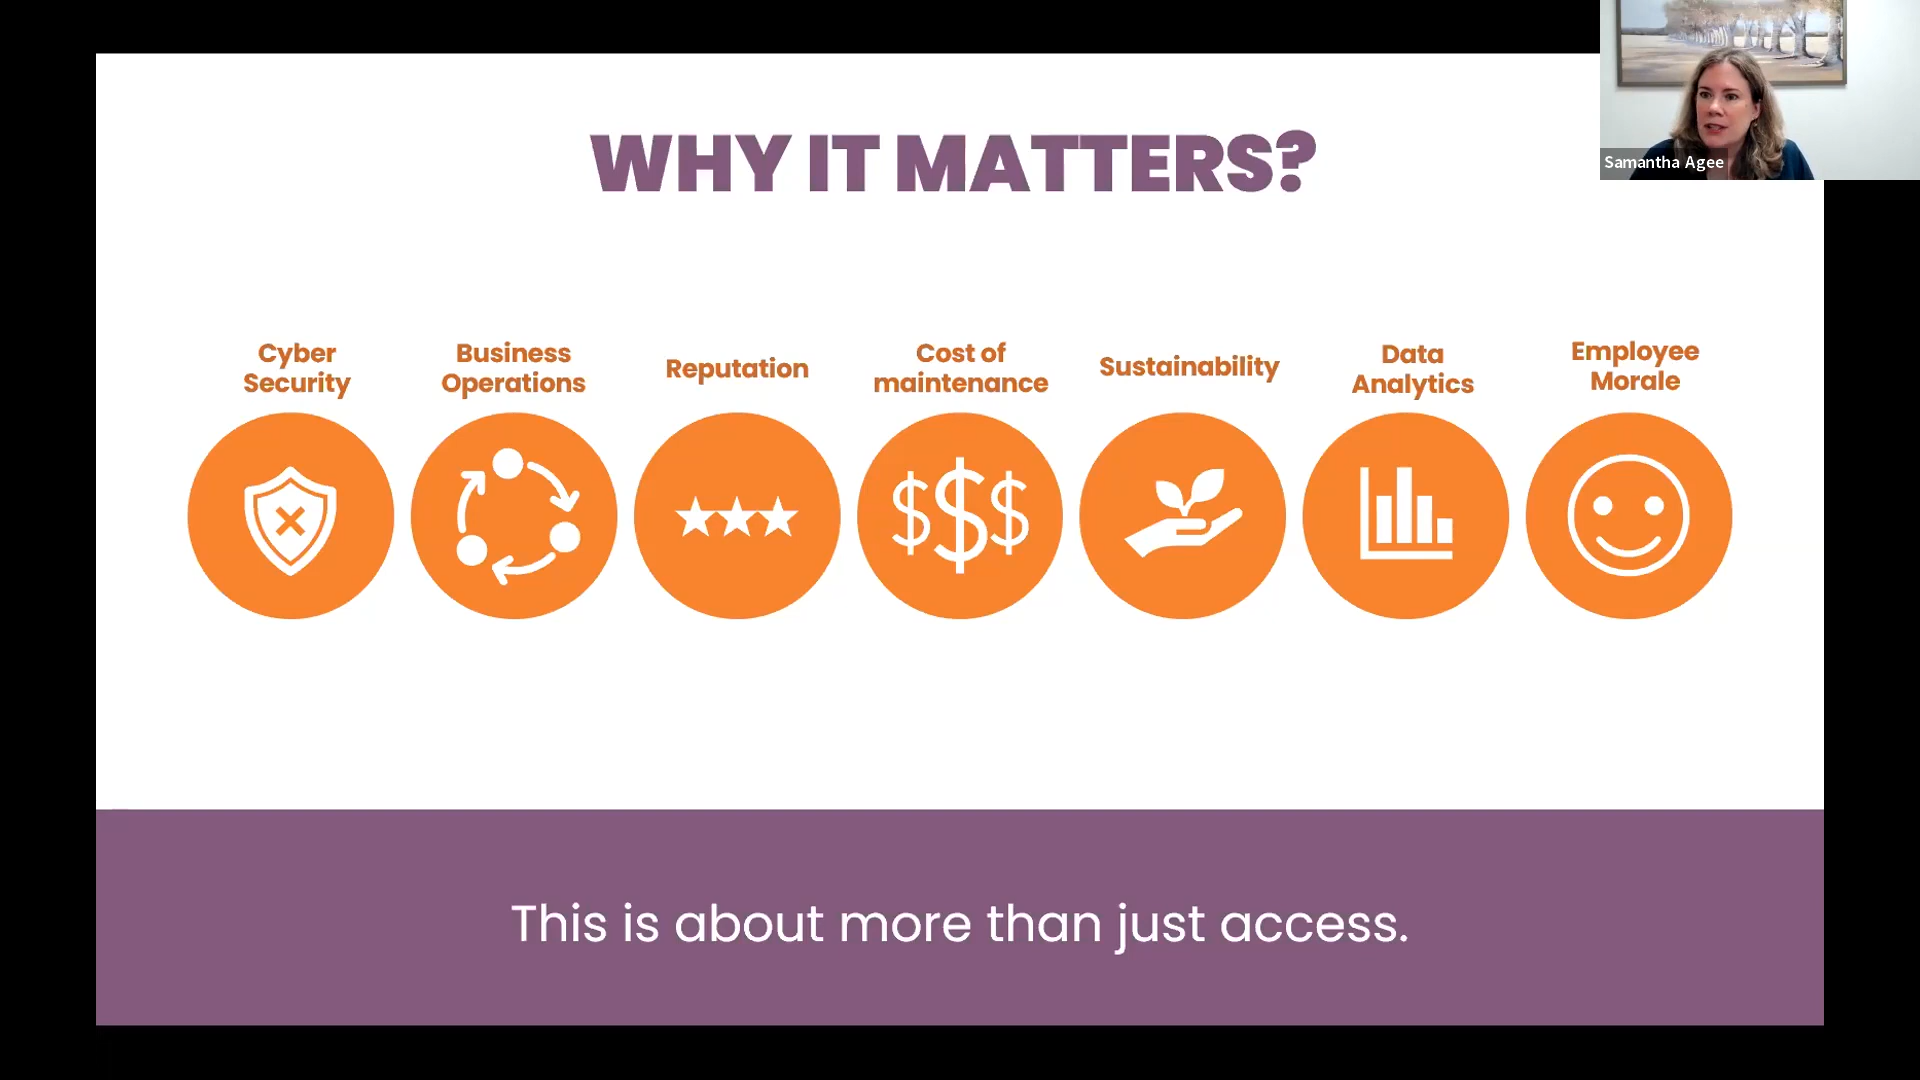 WHY IT MATTERS?
Samantha Agee
Cyber
Security
Business
Operations
Reputation
Cost of
maintenance
Sustainability
Data
Analytics
Employee
Morale
$$$
This is about more than just access.